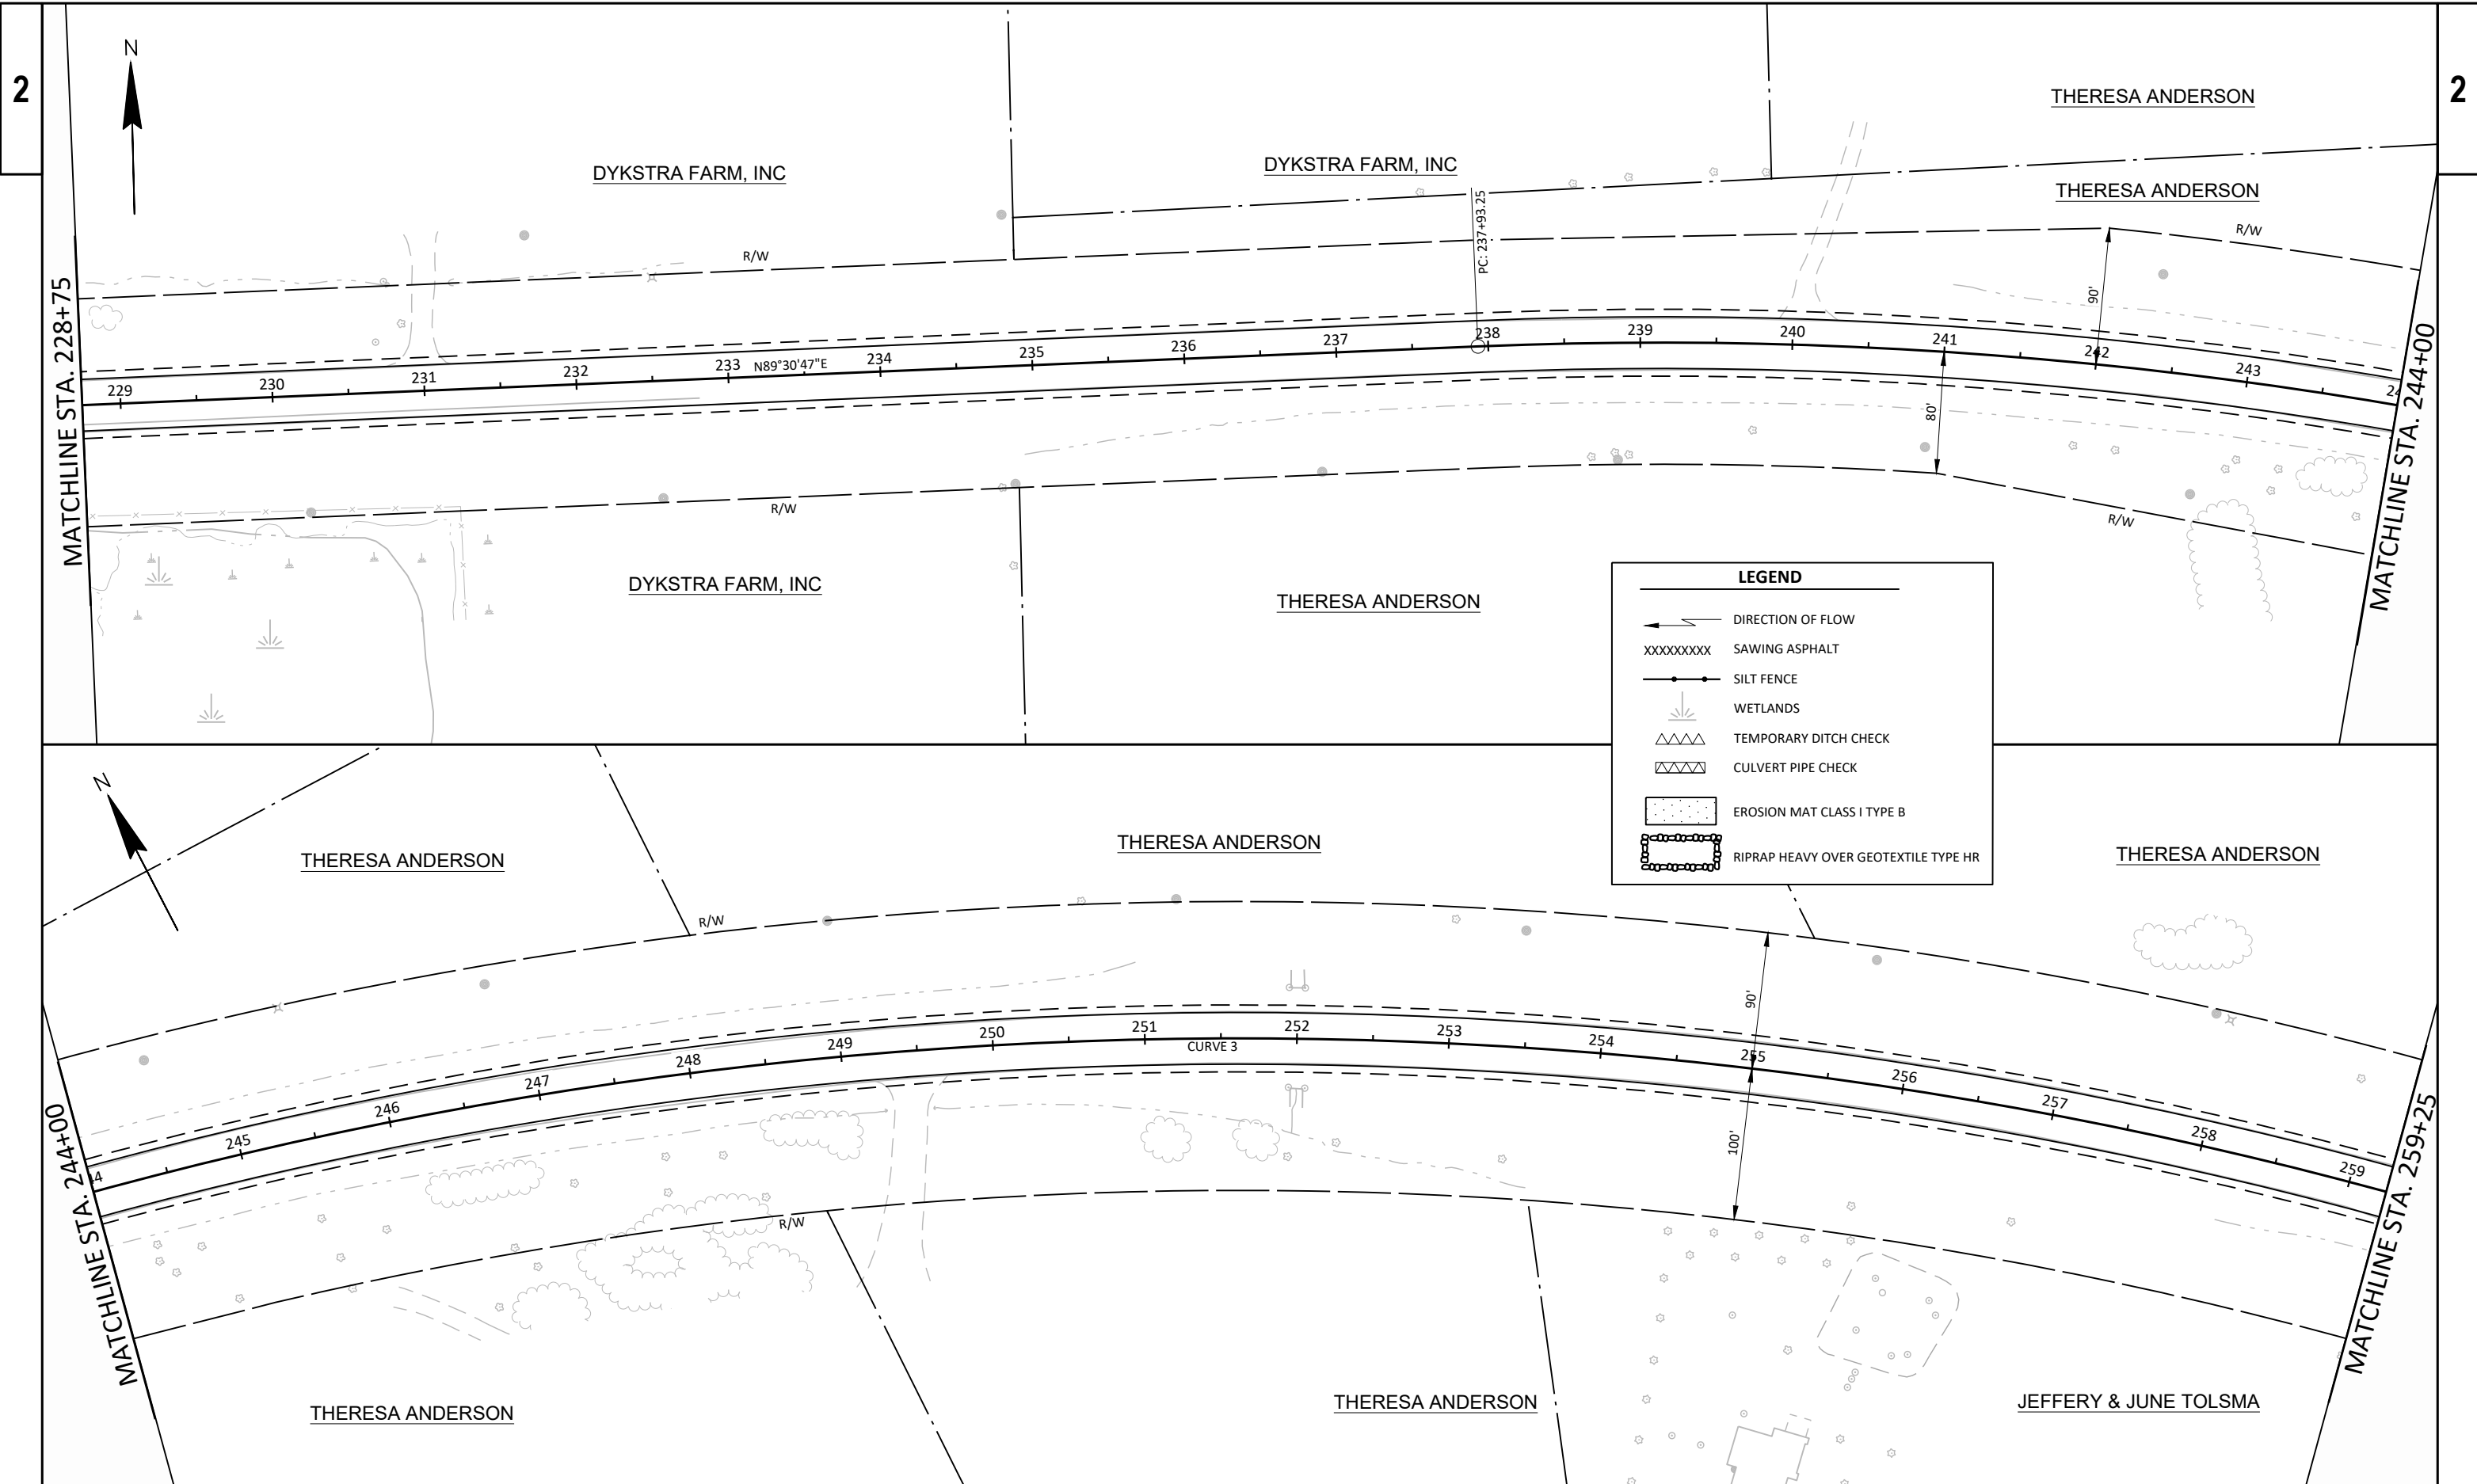 2
2
N
THERESA ANDERSON
DYKSTRA FARM, INC
DYKSTRA FARM, INC
THERESA ANDERSON
PC: 237+93.25
R/W
R/W
90'
MATCHLINE STA. 228+75
229
230
231
232
233
N89°30'47"E
234
235
236
237
238
239
240
241
242
243
MATCHLINE STA. 244+00
80'
R/W
R/W
DYKSTRA FARM, INC
THERESA ANDERSON
LEGEND
DIRECTION OF FLOW
XXXXXXXXX SAWING ASPHALT
SILT FENCE
WETLANDS
TEMPORARY DITCH CHECK
CULVERT PIPE CHECK
EROSION MAT CLASS I TYPE B
RIPRAP HEAVY OVER GEOTEXTILE TYPE HR
N
THERESA ANDERSON
THERESA ANDERSON
THERESA ANDERSON
R/W
90'
MATCHLINE STA. 244+00
245
246
247
248
249
250
251
CURVE 3
252
253
254
255
256
257
258
259
MATCHLINE STA. 259+25
100'
R/W
THERESA ANDERSON
THERESA ANDERSON
JEFFERY & JUNE TOLSMA